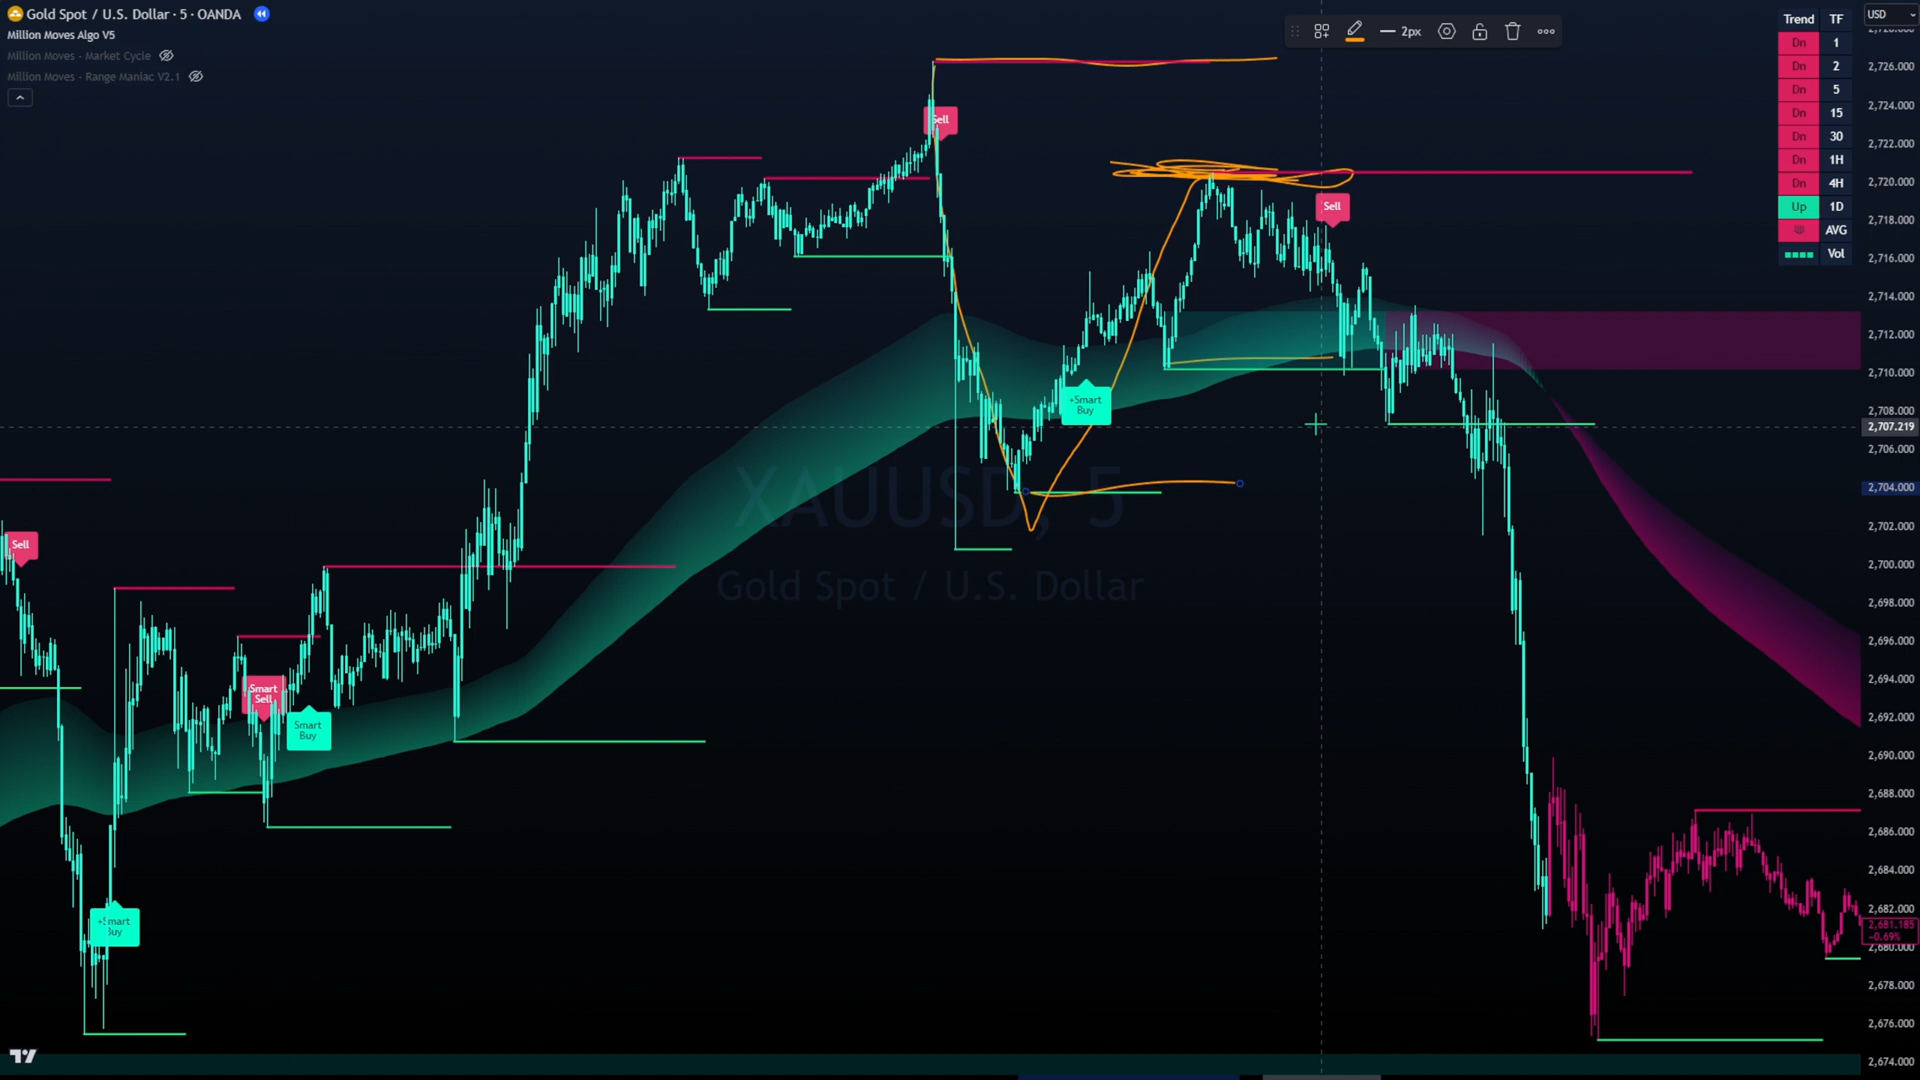 Gold Spot / U.S. Dollar · 5 · OANDA
Million Moves Algo V5
Million Moves - Market Cycle
Million Moves - Range Maniac V2.1
2px
Trend TF
Dn 1
Dn 2
Dn 5
Dn 15
Dn 30
Dn 1H
Dn 4H
Up 1D
AVG
Vol
USD
2,726.000
2,724.000
2,722.000
2,720.000
2,718.000
2,716.000
2,714.000
2,712.000
2,710.000
2,708.000
2,707.219
2,706.000
2,704.000
2,702.000
2,700.000
2,698.000
2,696.000
2,694.000
2,692.000
2,690.000
2,688.000
2,686.000
2,684.000
2,682.000
2,681.185
-0.69%
2,680.000
2,678.000
2,676.000
2,674.000
Sell
Sell
+Smart
Buy
Sell
Smart
Sell
Smart
Buy
+Smart
Buy
XAUUSD, 5
Gold Spot / U.S. Dollar